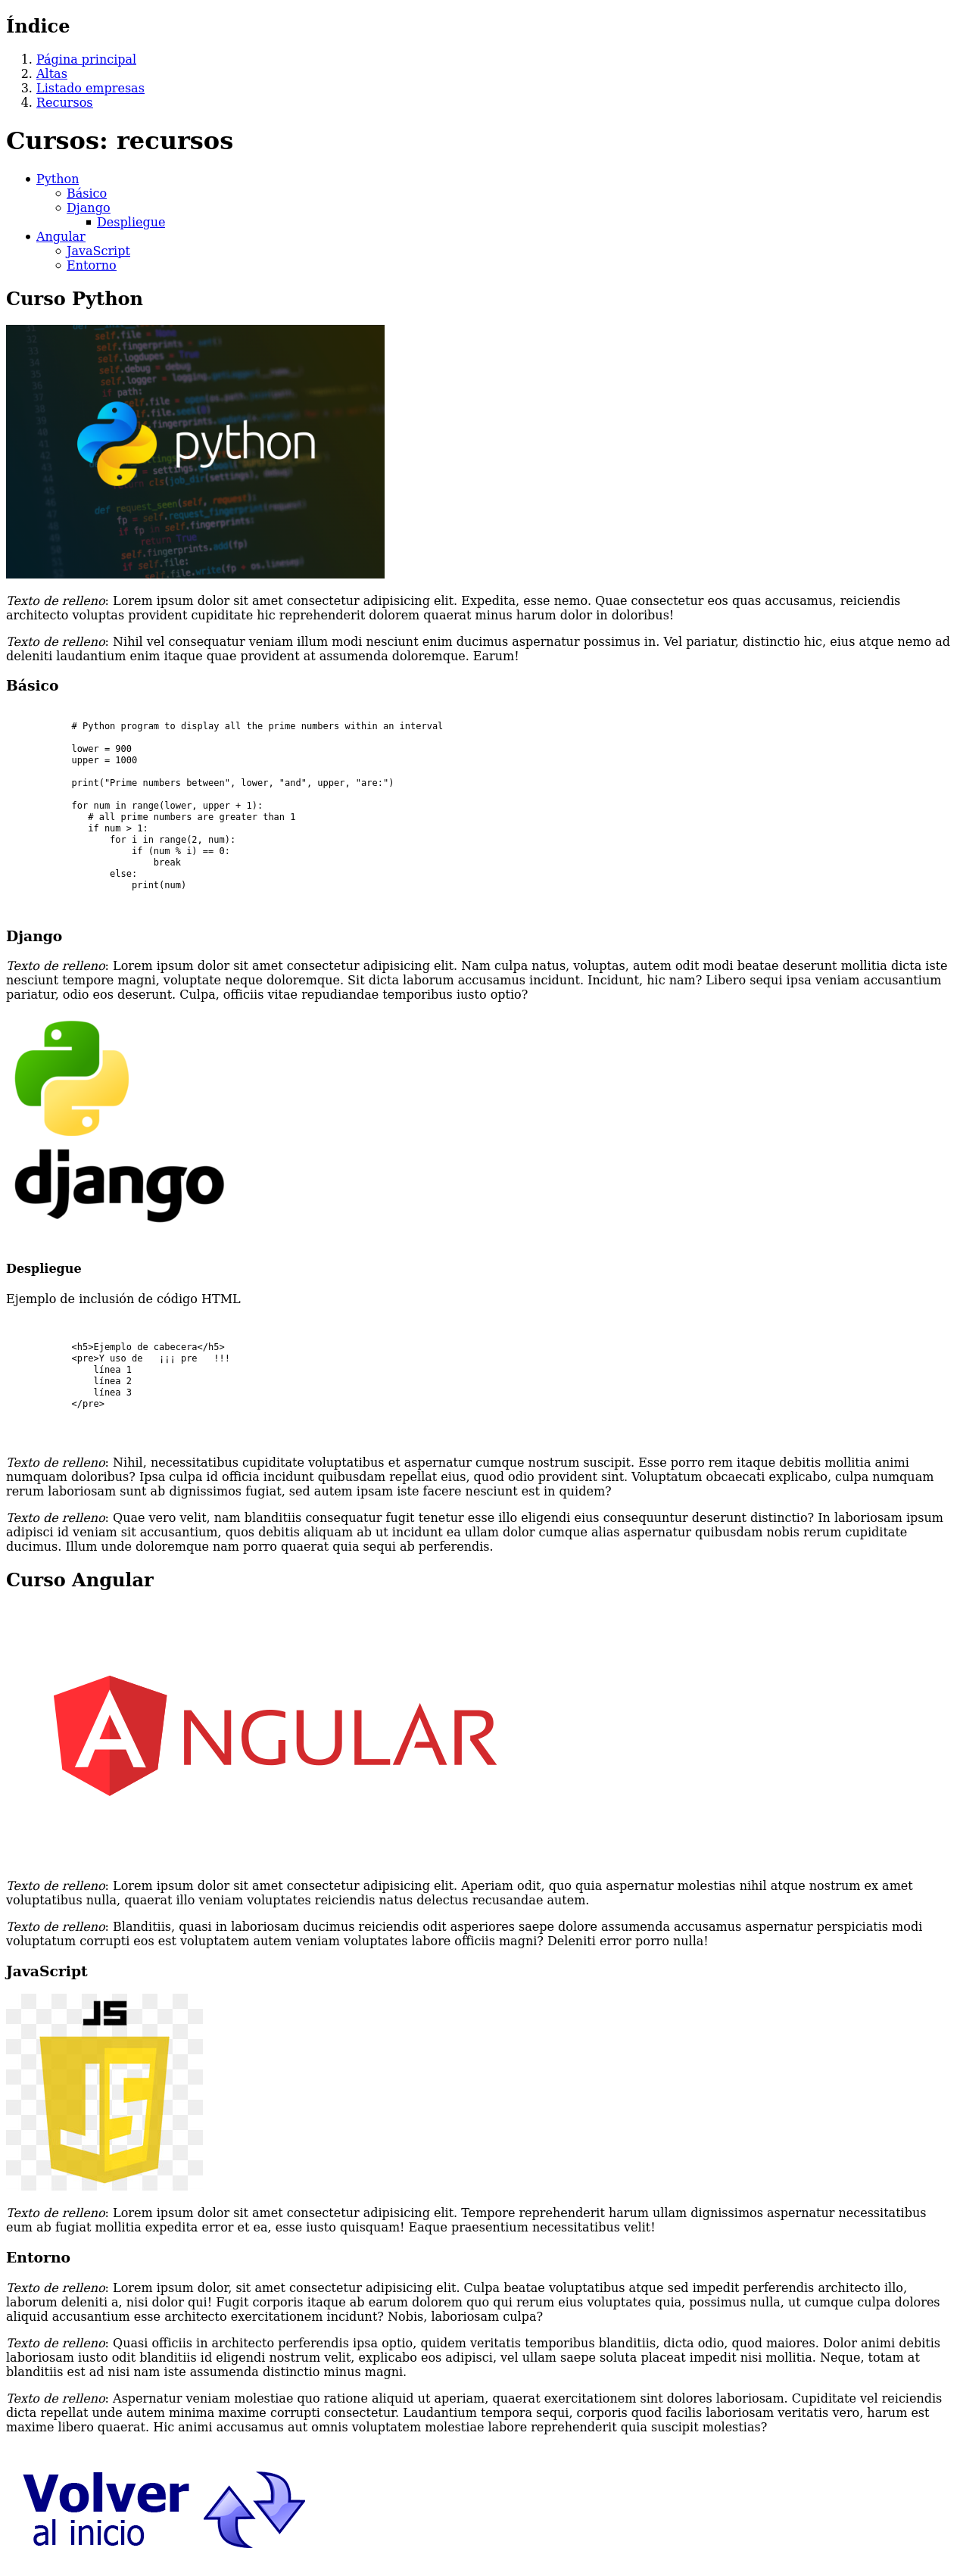 Índice
1. Página principal
2. Altas
3. Listado empresas
4. Recursos
Cursos: recursos
Python
Básico
Django
Despliegue
Angular
JavaScript
Entorno
Curso Python
python
Texto de relleno: Lorem ipsum dolor sit amet consectetur adipisicing elit. Expedita, esse nemo. Quae consectetur eos quas accusamus, reiciendis
architecto voluptas provident cupiditate hic reprehenderit dolorem quaerat minus harum dolor in doloribus!
Texto de relleno: Nihil vel consequatur veniam illum modi nesciunt enim ducimus aspernatur possimus in. Vel pariatur, distinctio hic, eius atque nemo ad
deleniti laudantium enim itaque quae provident at assumenda doloremque. Earum!
Básico
# Python program to display all the prime numbers within an interval
lower = 900
upper = 1000
print("Prime numbers between", lower, "and", upper, "are:")
for num in range(lower, upper + 1):
# all prime numbers are greater than 1
if num > 1:
for i in range(2, num):
if (num % i) == 0:
break
else:
print(num)
Django
Texto de relleno: Lorem ipsum dolor sit amet consectetur adipisicing elit. Nam culpa natus, voluptas, autem odit modi beatae deserunt mollitia dicta iste
nesciunt tempore magni, voluptate neque doloremque. Sit dicta laborum accusamus incidunt. Incidunt, hic nam? Libero sequi ipsa veniam accusantium
pariatur, odio eos deserunt. Culpa, officiis vitae repudiandae temporibus iusto optio?
django
Despliegue
Ejemplo de inclusión de código HTML
<h5>Ejemplo de cabecera</h5>
<pre>Y uso de   ¡¡¡ pre   !!!
línea 1
línea 2
línea 3
</pre>
Texto de relleno: Nihil, necessitatibus cupiditate voluptatibus et aspernatur cumque nostrum suscipit. Esse porro rem itaque debitis mollitia animi
numquam doloribus? Ipsa culpa id officia incidunt quibusdam repellat eius, quod odio provident sint. Voluptatum obcaecati explicabo, culpa numquam
rerum laboriosam sunt ab dignissimos fugiat, sed autem ipsam iste facere nesciunt est in quidem?
Texto de relleno: Quae vero velit, nam blanditiis consequatur fugit tenetur esse illo eligendi eius consequuntur deserunt distinctio? In laboriosam ipsum
adipisci id veniam sit accusantium, quos debitis aliquam ab ut incidunt ea ullam dolor cumque alias aspernatur quibusdam nobis rerum cupiditate
ducimus. Illum unde doloremque nam porro quaerat quia sequi ab perferendis.
Curso Angular
ANGULAR
Texto de relleno: Lorem ipsum dolor sit amet consectetur adipisicing elit. Aperiam odit, quo quia aspernatur molestias nihil atque nostrum ex amet
voluptatibus nulla, quaerat illo veniam voluptates reiciendis natus delectus recusandae autem.
Texto de relleno: Blanditiis, quasi in laboriosam ducimus reiciendis odit asperiores saepe dolore assumenda accusamus aspernatur perspiciatis modi
voluptatum corrupti eos est voluptatem autem veniam voluptates labore officiis magni? Deleniti error porro nulla!
JavaScript
JS
JS
Texto de relleno: Lorem ipsum dolor sit amet consectetur adipisicing elit. Tempore reprehenderit harum ullam dignissimos aspernatur necessitatibus
eum ab fugiat mollitia expedita error et ea, esse iusto quisquam! Eaque praesentium necessitatibus velit!
Entorno
Texto de relleno: Lorem ipsum dolor, sit amet consectetur adipisicing elit. Culpa beatae voluptatibus atque sed impedit perferendis architecto illo,
laborum deleniti a, nisi dolor qui! Fugit corporis itaque ab earum dolorem quo qui rerum eius voluptates quia, possimus nulla, ut cumque culpa dolores
aliquid accusantium esse architecto exercitationem incidunt? Nobis, laboriosam culpa?
Texto de relleno: Quasi officiis in architecto perferendis ipsa optio, quidem veritatis temporibus blanditiis, dicta odio, quod maiores. Dolor animi debitis
laboriosam iusto odit blanditiis id eligendi nostrum velit, explicabo eos adipisci, vel ullam saepe soluta placeat impedit nisi mollitia. Neque, totam at
blanditiis est ad nisi nam iste assumenda distinctio minus magni.
Texto de relleno: Aspernatur veniam molestiae quo ratione aliquid ut aperiam, quaerat exercitationem sint dolores laboriosam. Cupiditate vel reiciendis
dicta repellat unde autem minima maxime corrupti consectetur. Laudantium tempora sequi, corporis quod facilis laboriosam veritatis vero, harum est
maxime libero quaerat. Hic animi accusamus aut omnis voluptatem molestiae labore reprehenderit quia suscipit molestias?
Volver
al inicio